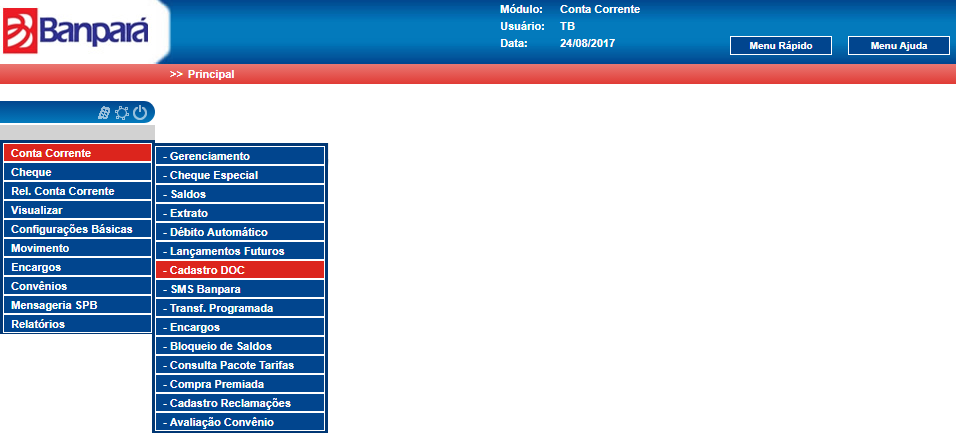 Banpará
Módulo: Conta Corrente
Usuário: TB
Data: 24/08/2017
Menu Rápido
Menu Ajuda
>> Principal
Conta Corrente
Cheque
Rel. Conta Corrente
Visualizar
Configurações Básicas
Movimento
Encargos
Convênios
Mensageria SPB
Relatórios
- Gerenciamento
- Cheque Especial
- Saldos
- Extrato
- Débito Automático
- Lançamentos Futuros
- Cadastro DOC
- SMS Banpara
- Transf. Programada
- Encargos
- Bloqueio de Saldos
- Consulta Pacote Tarifas
- Compra Premiada
- Cadastro Reclamações
- Avaliação Convênio